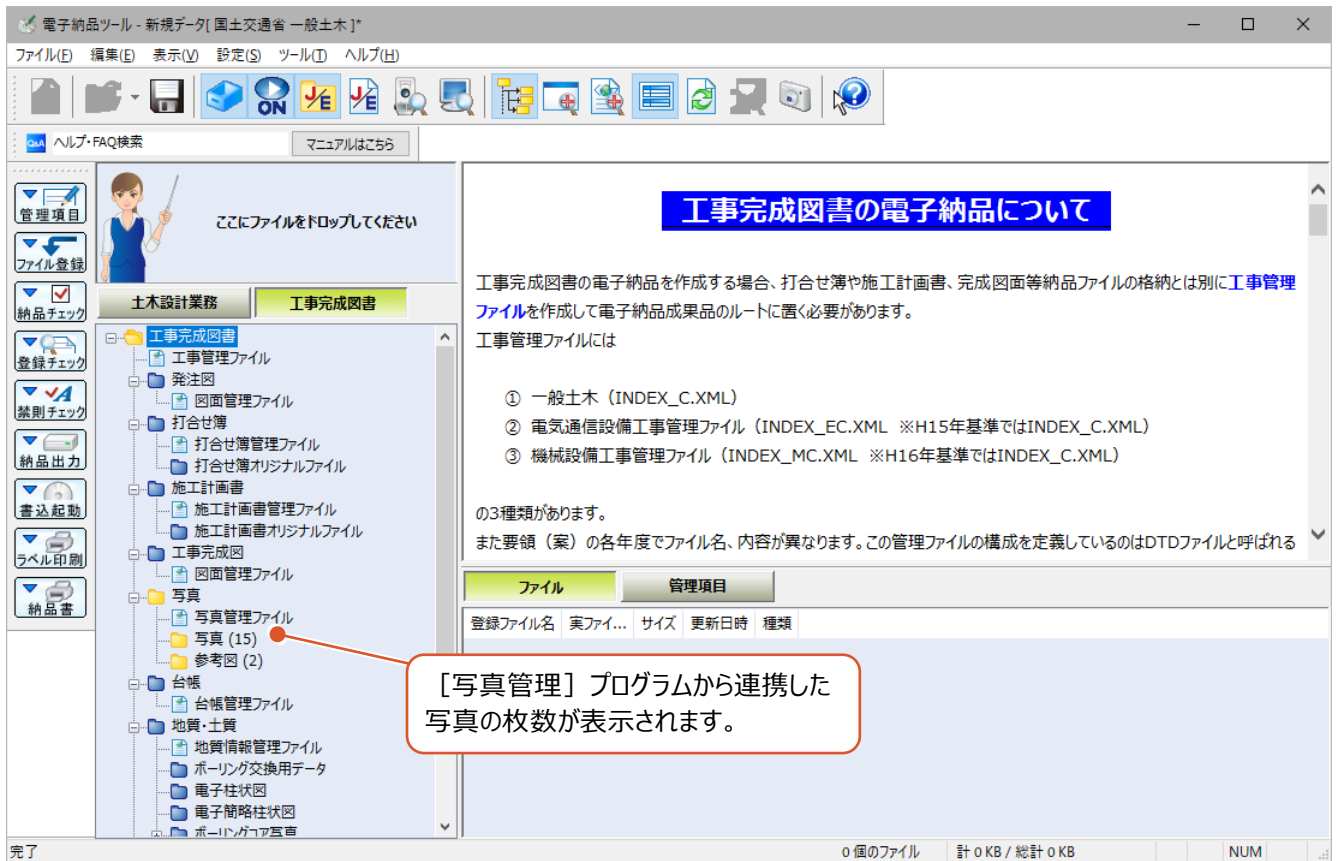 電子納品ツール - 新規データ[ 国土交通省 一般土木 ]*
ファイル(F) 編集(E) 表示(V) 設定(S) ツール(T) ヘルプ(H)
ON J/E J/E
Q&A ヘルプ・FAQ検索 マニュアルはこちら
管理項目
ファイル登録
納品チェック
登録チェック
禁則チェック
納品出力
書込起動
ラベル印刷
納品書
ここにファイルをドロップしてください
土木設計業務 工事完成図書
工事完成図書
工事管理ファイル
発注図
図面管理ファイル
打合せ簿
打合せ簿管理ファイル
打合せ簿オリジナルファイル
施工計画書
施工計画書管理ファイル
施工計画書オリジナルファイル
工事完成図
図面管理ファイル
写真
写真管理ファイル
写真 (15)
参考図 (2)
台帳
台帳管理ファイル
地質・土質
地質情報管理ファイル
ボーリング交換用データ
電子柱状図
電子簡略柱状図
ボーリングコア写真
工事完成図書の電子納品について
工事完成図書の電子納品を作成する場合、打合せ簿や施工計画書、完成図面等納品ファイルの格納とは別に工事管理
ファイルを作成して電子納品成果品のルートに置く必要があります。
工事管理ファイルには
① 一般土木（INDEX_C.XML）
② 電気通信設備工事管理ファイル（INDEX_EC.XML ※H15年基準ではINDEX_C.XML）
③ 機械設備工事管理ファイル（INDEX_MC.XML ※H16年基準ではINDEX_C.XML）
の3種類があります。
また要領（案）の各年度でファイル名、内容が異なります。この管理ファイルの構成を定義しているのはDTDファイルと呼ばれる
ファイル 管理項目
登録ファイル名 実ファイ... サイズ 更新日時 種類
［写真管理］プログラムから連携した
写真の枚数が表示されます。
完了 0 個のファイル 計 0 KB / 総計 0 KB NUM